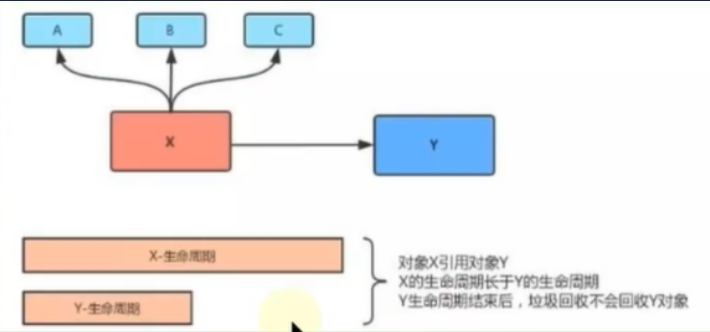 A
B
C
X
Y
X-生命周期
Y-生命周期
对象X引用对象Y
X的生命周期长于Y的生命周期
Y生命周期结束后，垃圾回收不会回收Y对象